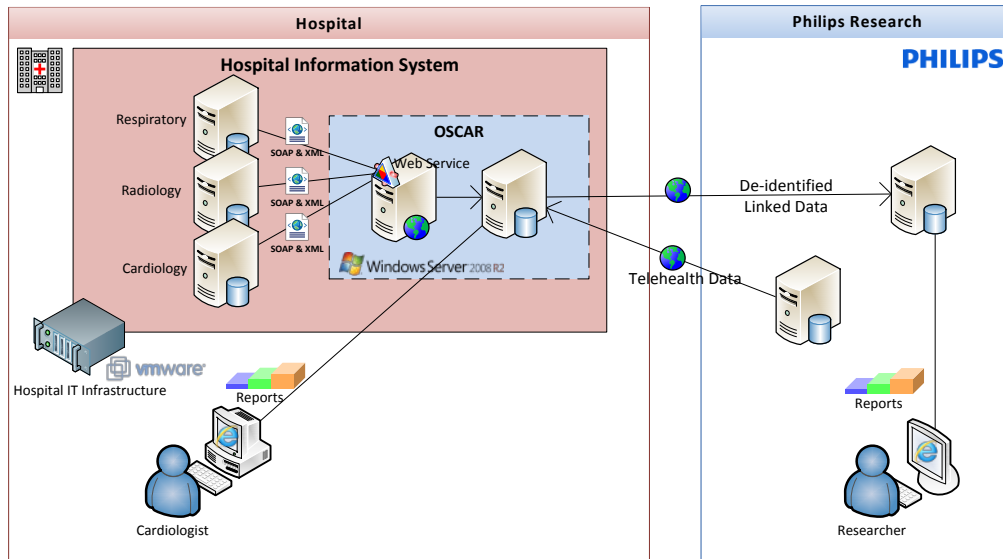 Hospital
Philips Research
PHILIPS
Hospital Information System
Respiratory
SOAP & XML
Radiology
SOAP & XML
Cardiology
SOAP & XML
OSCAR
Web Service
Windows Server 2008 R2
De-identified
Linked Data
Telehealth Data
vmware
Hospital IT Infrastructure
Reports
Cardiologist
Reports
Researcher